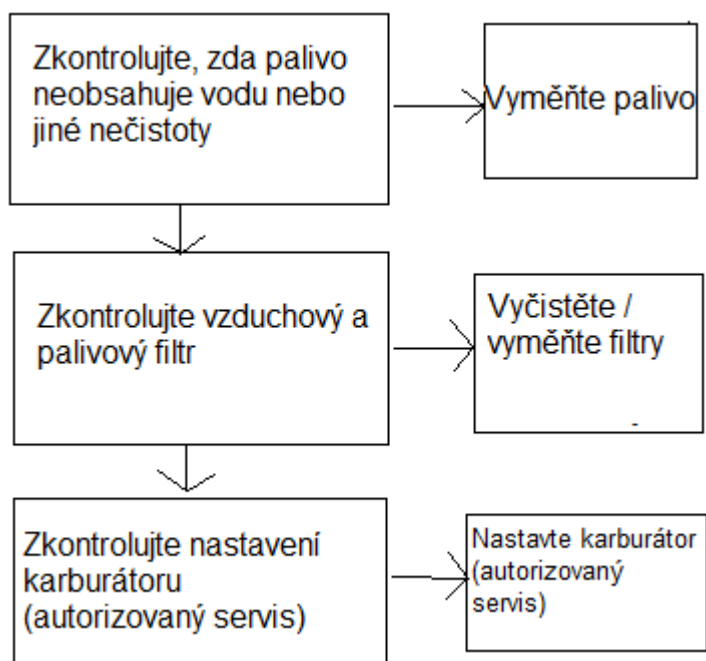 Zkontrolujte, zda palivo
neobsahuje vodu nebo
jiné nečistoty
Vyměňte palivo
Zkontrolujte vzduchový a
palivový filtr
Vyčistěte /
vyměňte filtry
Zkontrolujte nastavení
karburátoru
(autorizovaný servis)
Nastavte karburátor
(autorizovaný
servis)